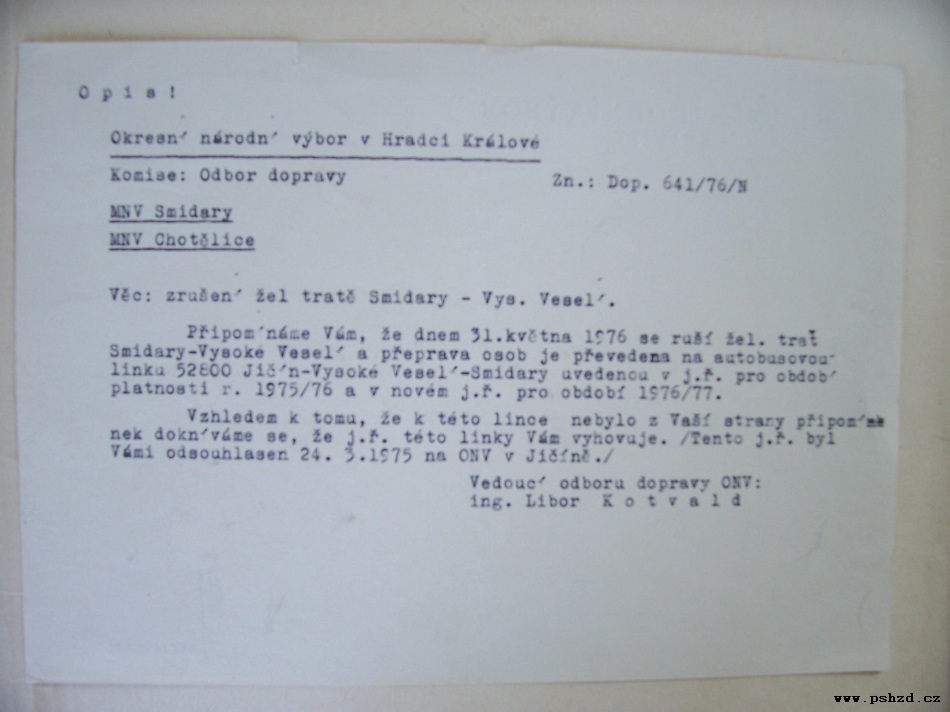 O p i s !
Okresn´ národn´ výbor v Hradci Králové
Komise: Odbor dopravy
Zn.: Dop. 641/76/N
MNV Smidary
MNV Chotělice
Věc: zrušen´ žel tratě Smidary - Vys. Vesel´.
Připom´náme Vám, že dnem 31.května 1976 se ruší žel. trať
Smidary-Vysoké Vesel´ a přeprava osob je převedena na autobusovou
linku 52800 Jič´n-Vysoké Vesel´-Smidary uvedenou v j.ř. pro obdob´
platnosti r. 1975/76 a v novém j.ř. pro období 1976/77.
Vzhledem k tomu, že k této lince nebylo z Vaší strany připom´
nek dokníváme se, že j.ř. této linky Vám vyhovuje. /Tento j.ř. byl
Vámi odsouhlasen 24. 3.1975 na ONV v Jičíně./
Vedouc´ odboru dopravy ONV:
ing. Libor K o t v a l d
www.pshzd.cz